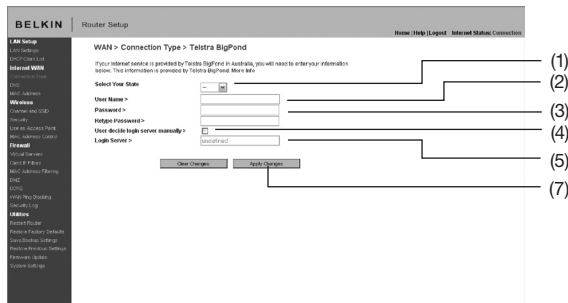 BELKIN
Router Setup
Home | Help | Logout Internet Status: Connection
LAN Setup
LAN Settings
DHCP Client List
Internet WAN
Connection Type
DNS
MAC Address
Wireless
Channel and SSID
Security
Use as Access Point
MAC Address Control
Firewall
Virtual Servers
Client IP Filters
MAC Address Filtering
DMZ
DDNS
WAN Ping Blocking
Security Log
Utilities
Restart Router
Restore Factory Defaults
Save/Backup Settings
Restore Previous Settings
Firmware Update
System Settings
WAN > Connection Type > Telstra BigPond
If your Internet service is provided by Telstra BigPond in Australia, you will need to enter your information
below. This information is provided by Telstra BigPond. More Info
Select Your State
--
User Name >
Password >
Retype Password >
User decide login server manually >
Login Server >
undefined
Clear Changes
Apply Changes
(1)
(2)
(3)
(4)
(5)
(7)